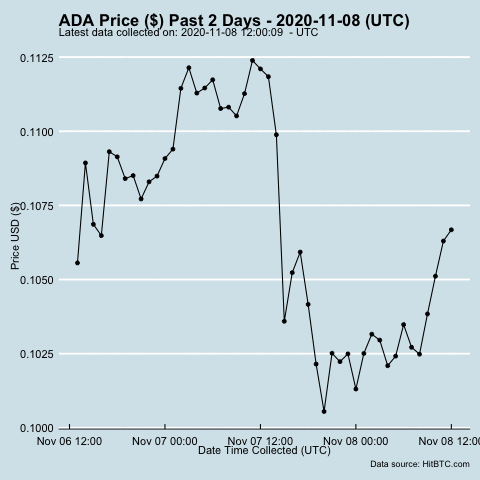 ADA Price ($) Past 2 Days - 2020-11-08 (UTC)
Latest data collected on: 2020-11-08 12:00:09 - UTC
0.1125
0.1100
0.1075
0.1050
0.1025
0.1000
Price USD ($)
Nov 06 12:00 Nov 07 00:00 Nov 07 12:00 Nov 08 00:00 Nov 08 12:00
Date Time Collected (UTC)
Data source: HitBTC.com